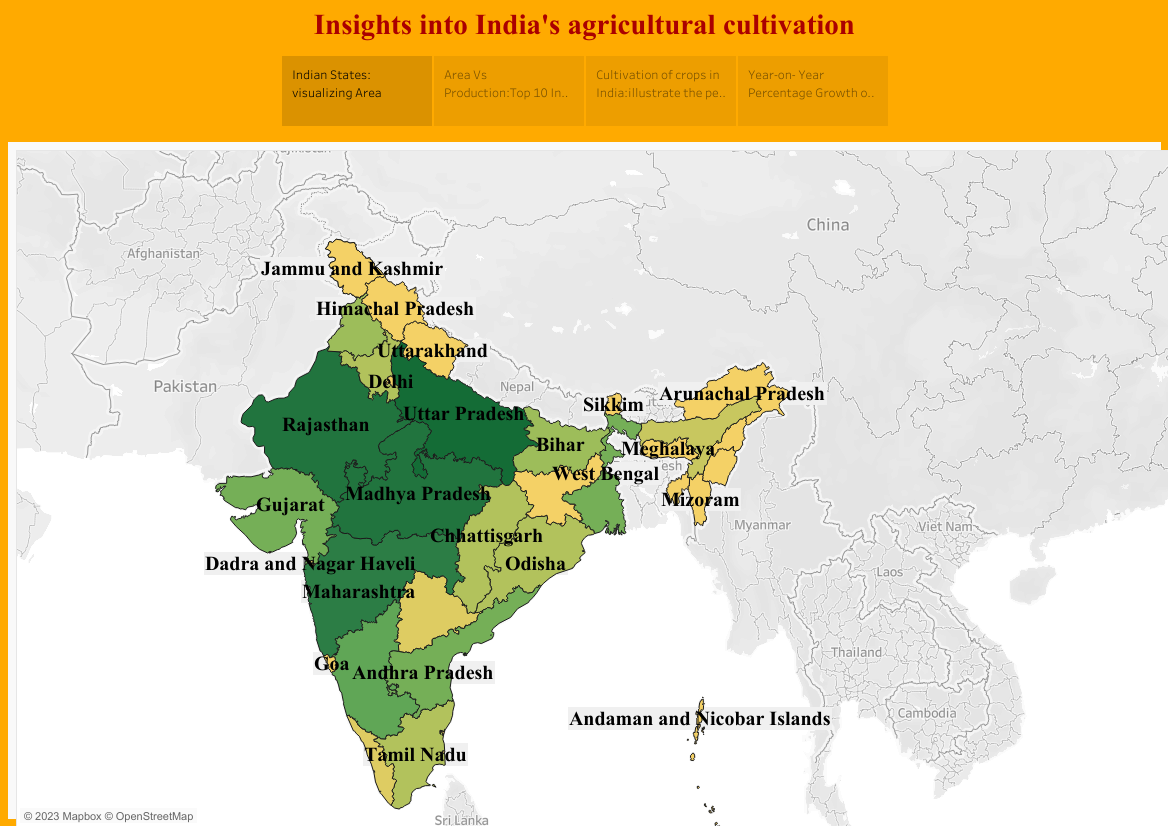 Insights into India's agricultural cultivation
Indian States:
visualizing Area
Area Vs
Production:Top 10 In..
Cultivation of crops in
India:illustrate the pe..
Year-on- Year
Percentage Growth o..
China
Afghanistan
Jammu and Kashmir
Himachal Pradesh
Uttarakhand
Pakistan
Delhi
Nepal
Arunachal Pradesh
Sikkim
Uttar Pradesh
Rajasthan
Bihar
Meghalaya
West Bengal
Madhya Pradesh
Mizoram
Gujarat
Myanmar
Viet Nam
Chhattisgarh
Dadra and Nagar Haveli
Odisha
Laos
Maharashtra
Thailand
Goa
Andhra Pradesh
Andaman and Nicobar Islands
Cambodia
Tamil Nadu
© 2023 Mapbox © OpenStreetMap
Sri Lanka